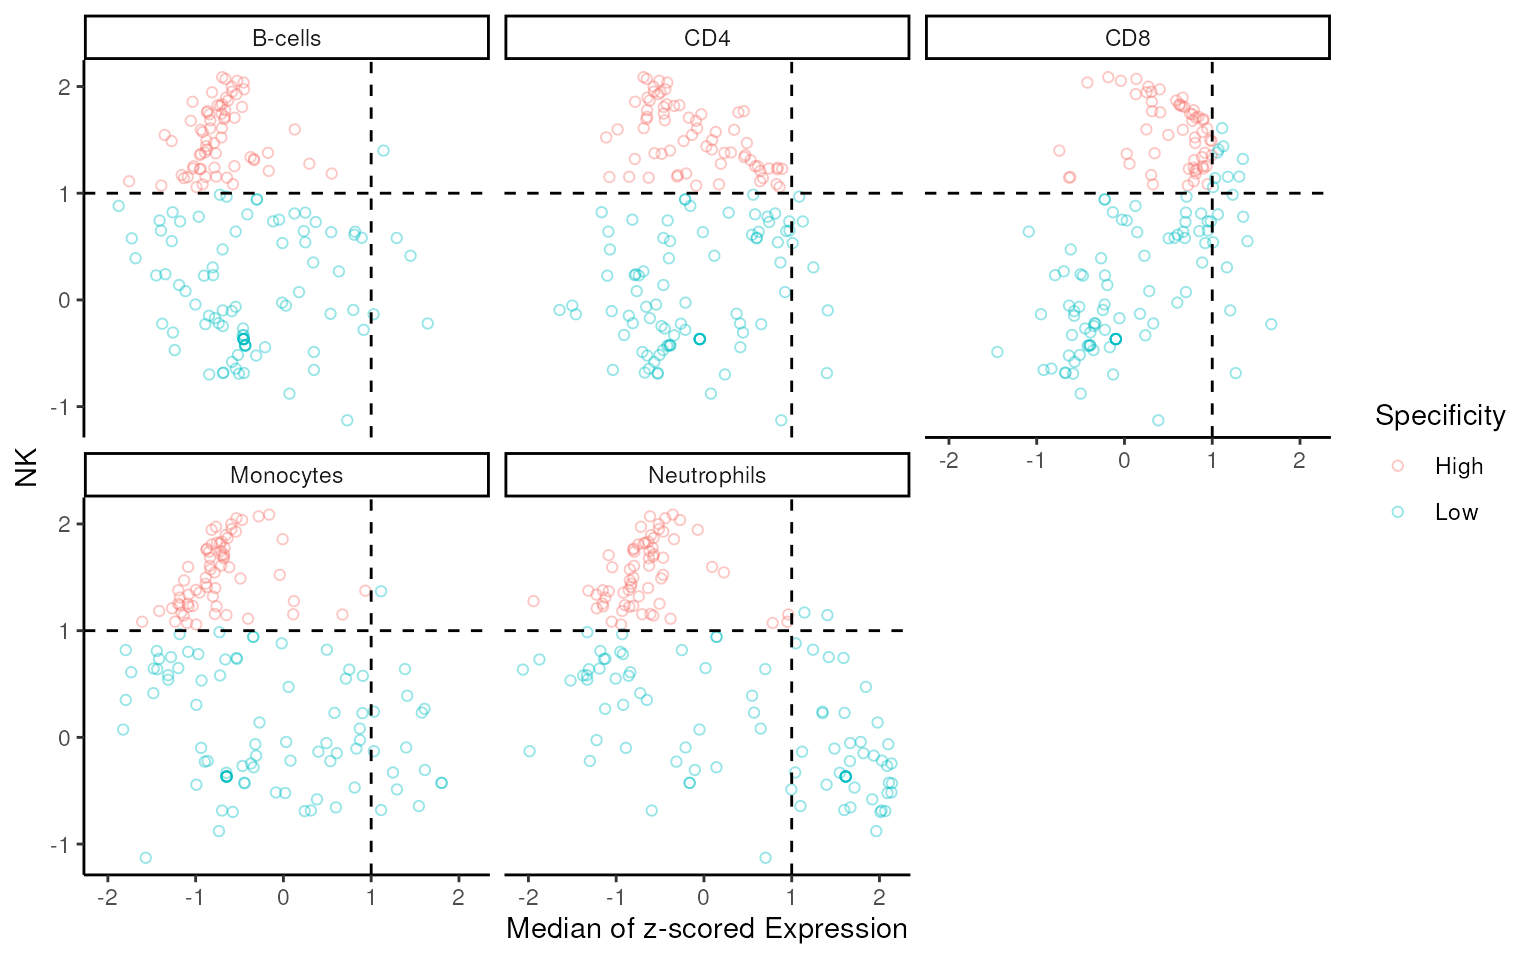 B-cells
CD4
CD8
2
1
0
-1
-2 -1 0 1 2
NK
Specificity
High
Low
Monocytes
Neutrophils
2
1
0
-1
-2 -1 0 1 2
-2 -1 0 1 2
Median of z-scored Expression